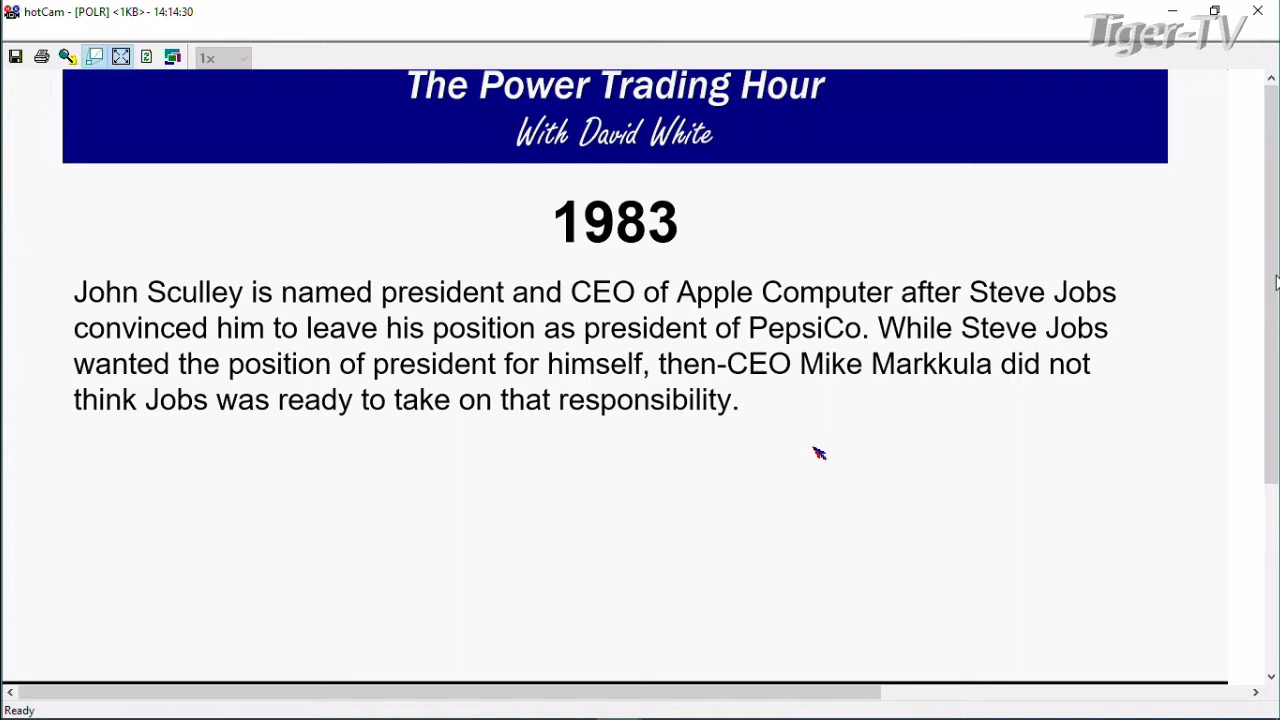 hotCam - [POLR] <1KB> - 14:14:30
Tiger-TV
1x
The Power Trading Hour
With David White
1983
John Sculley is named president and CEO of Apple Computer after Steve Jobs
convinced him to leave his position as president of PepsiCo. While Steve Jobs
wanted the position of president for himself, then-CEO Mike Markkula did not
think Jobs was ready to take on that responsibility.
Ready